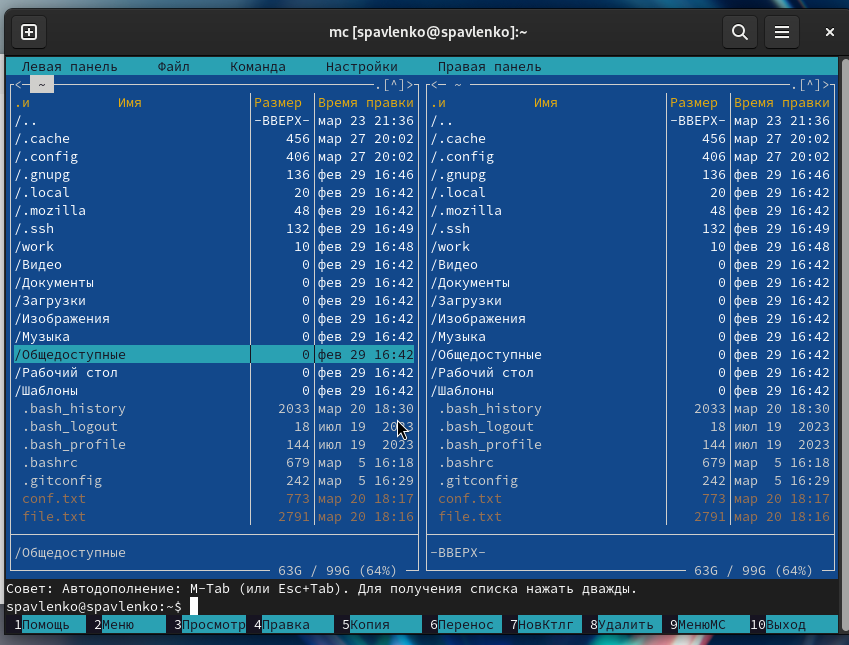 mc [spavlenko@spavlenko]:~
Левая панель Файл Команда Настройки Правая панель
<— ~ .[^]> <— ~ .[^]>
.и Имя Размер Время правки .и Имя Размер Время правки
/.. -ВВЕРХ- мар 23 21:36 /.. -ВВЕРХ- мар 23 21:36
/.cache 456 мар 27 20:02 /.cache 456 мар 27 20:02
/.config 406 мар 27 20:02 /.config 406 мар 27 20:02
/.gnupg 136 фев 29 16:46 /.gnupg 136 фев 29 16:46
/.local 20 фев 29 16:42 /.local 20 фев 29 16:42
/.mozilla 48 фев 29 16:42 /.mozilla 48 фев 29 16:42
/.ssh 132 фев 29 16:49 /.ssh 132 фев 29 16:49
/work 10 фев 29 16:48 /work 10 фев 29 16:48
/Видео 0 фев 29 16:42 /Видео 0 фев 29 16:42
/Документы 0 фев 29 16:42 /Документы 0 фев 29 16:42
/Загрузки 0 фев 29 16:42 /Загрузки 0 фев 29 16:42
/Изображения 0 фев 29 16:42 /Изображения 0 фев 29 16:42
/Музыка 0 фев 29 16:42 /Музыка 0 фев 29 16:42
/Общедоступные 0 фев 29 16:42 /Общедоступные 0 фев 29 16:42
/Рабочий стол 0 фев 29 16:42 /Рабочий стол 0 фев 29 16:42
/Шаблоны 0 фев 29 16:42 /Шаблоны 0 фев 29 16:42
.bash_history 2033 мар 20 18:30 .bash_history 2033 мар 20 18:30
.bash_logout 18 июл 19 2023 .bash_logout 18 июл 19 2023
.bash_profile 144 июл 19 2023 .bash_profile 144 июл 19 2023
.bashrc 679 мар 5 16:18 .bashrc 679 мар 5 16:18
.gitconfig 242 мар 5 16:29 .gitconfig 242 мар 5 16:29
conf.txt 773 мар 20 18:17 conf.txt 773 мар 20 18:17
file.txt 2791 мар 20 18:16 file.txt 2791 мар 20 18:16
/Общедоступные -ВВЕРХ-
63G / 99G (64%) 63G / 99G (64%)
Совет: Автодополнение: M-Tab (или Esc+Tab). Для получения списка нажать дважды.
spavlenko@spavlenko:~$
1Помощь 2Меню 3Просмотр 4Правка 5Копия 6Перенос 7НовКтлг 8Удалить 9МенюMC 10Выход